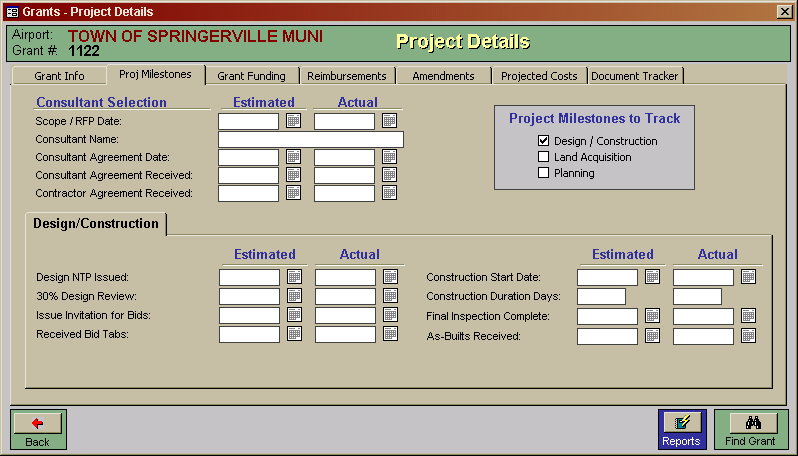 Grants - Project Details
Airport: TOWN OF SPRINGERVILLE MUNI
Grant #: 1122
Project Details
Grant Info Proj Milestones Grant Funding Reimbursements Amendments Projected Costs Document Tracker
Consultant Selection Estimated Actual
Scope / RFP Date:
Consultant Name:
Consultant Agreement Date:
Consultant Agreement Received:
Contractor Agreement Received:
Project Milestones to Track
Design / Construction
Land Acquisition
Planning
Design/Construction
Estimated Actual
Design NTP Issued:
30% Design Review:
Issue Invitation for Bids:
Received Bid Tabs:
Estimated Actual
Construction Start Date:
Construction Duration Days:
Final Inspection Complete:
As-Builts Received:
Back
Reports
Find Grant